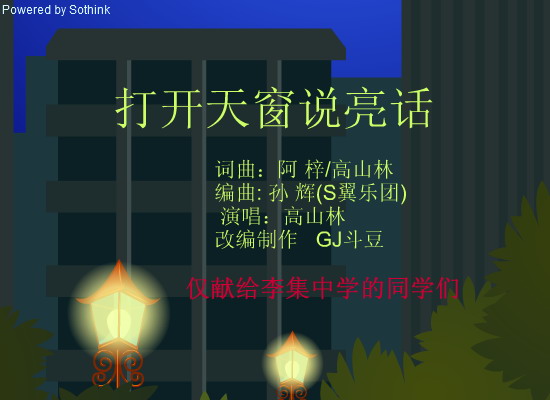 Powered by Sothink
打开天窗说亮话
词曲：阿 梓/高山林
编曲: 孙 辉(S翼乐团)
演唱：高山林
改编制作 GJ斗豆
仅献给李集中学的同学们